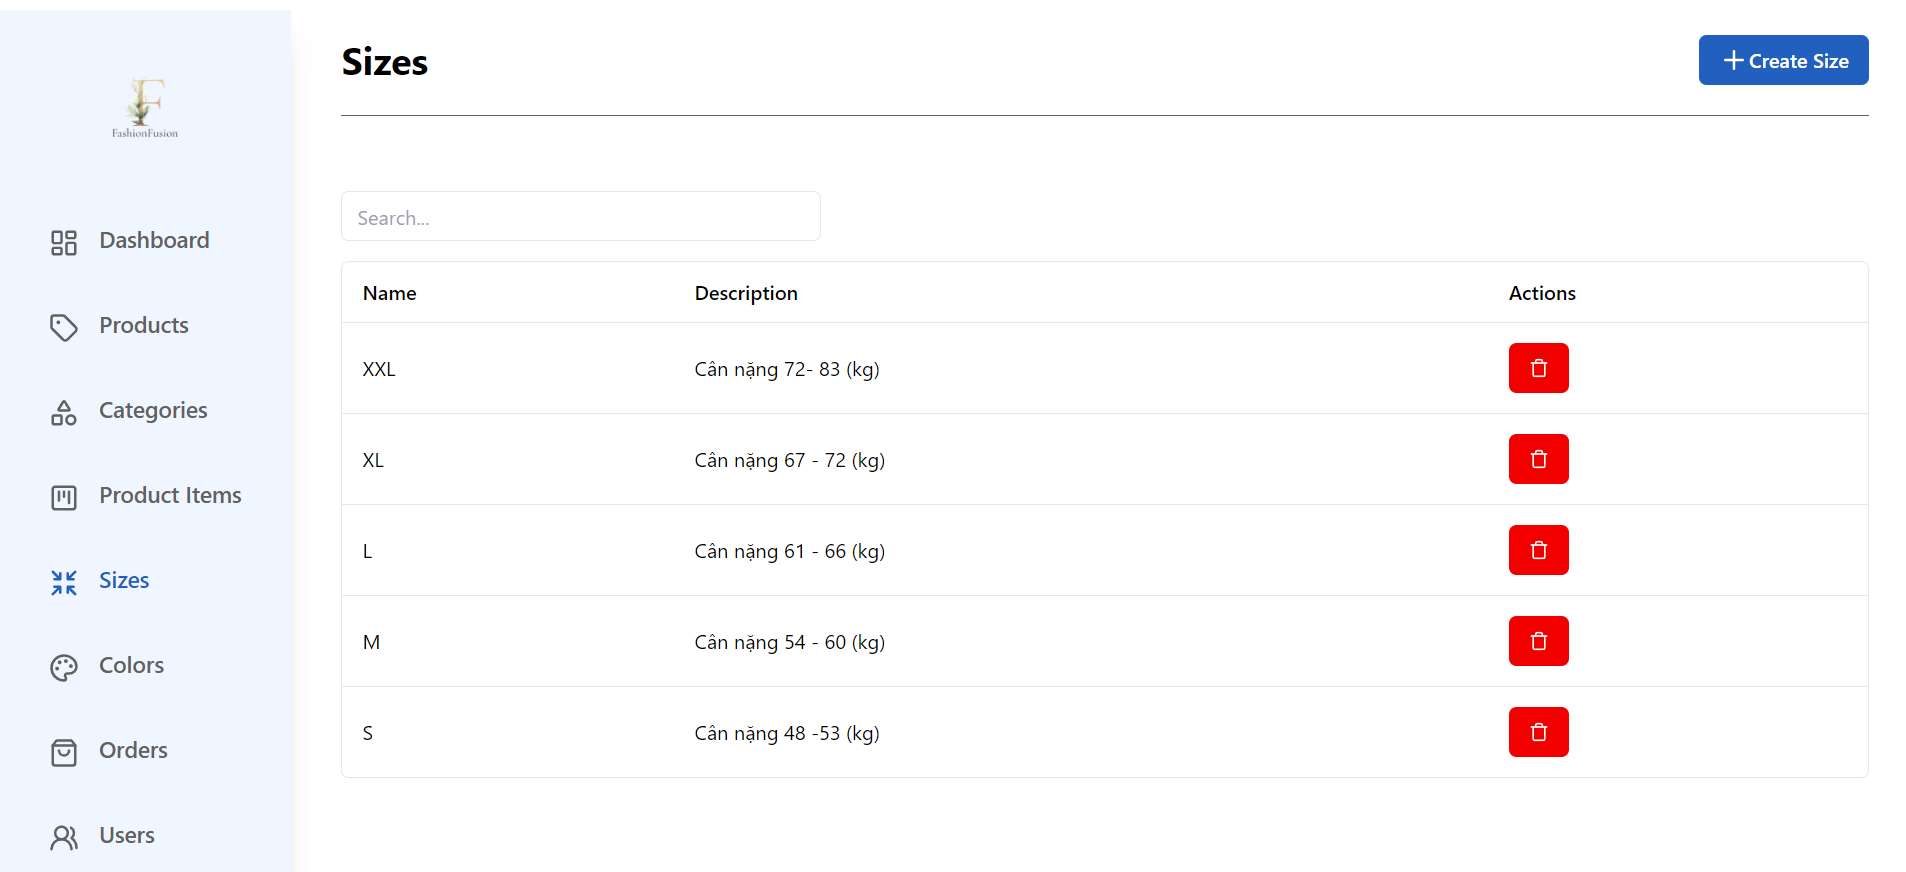 FashionFusion
Dashboard
Products
Categories
Product Items
Sizes
Colors
Orders
Users
Sizes
Create Size
Search...
Name Description Actions
XXL Cân nặng 72- 83 (kg)
XL Cân nặng 67 - 72 (kg)
L Cân nặng 61 - 66 (kg)
M Cân nặng 54 - 60 (kg)
S Cân nặng 48 -53 (kg)